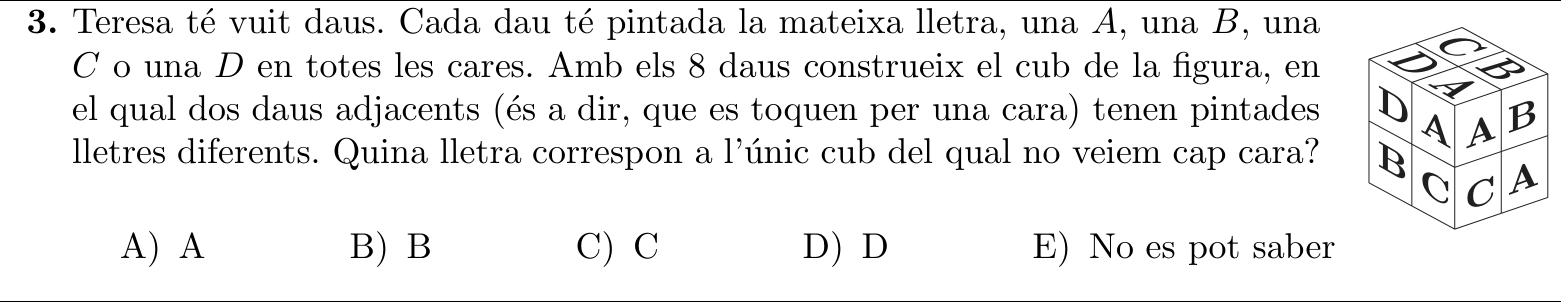 3. Teresa té vuit daus. Cada dau té pintada la mateixa lletra, una A, una B, una
C o una D en totes les cares. Amb els 8 daus construeix el cub de la figura, en
el qual dos daus adjacents (és a dir, que es toquen per una cara) tenen pintades
lletres diferents. Quina lletra correspon a l'únic cub del qual no veiem cap cara?
A) A B) B C) C D) D E) No es pot saber
C
D B
A
D A A B
B C C A